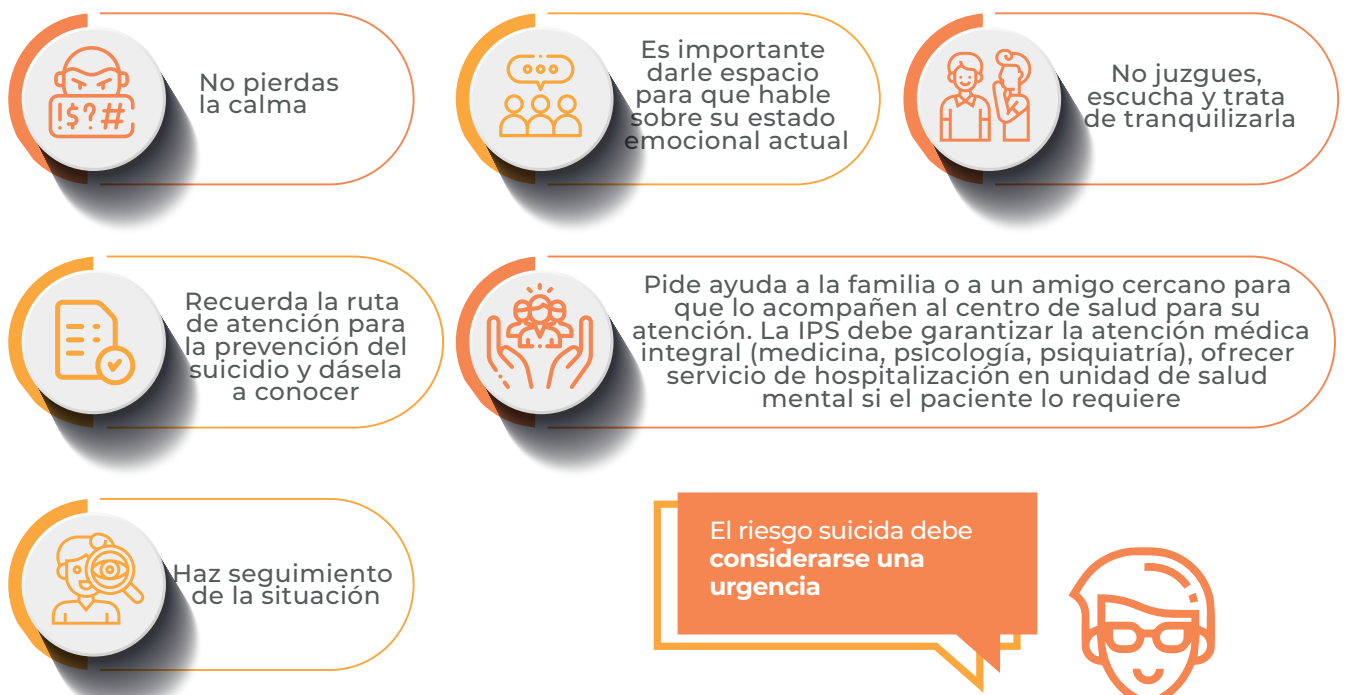 No pierdas
la calma
!$?#
Es importante
darle espacio
para que hable
sobre su estado
emocional actual
No juzgues,
escucha y trata
de tranquilizarla
Recuerda la ruta
de atención para
la prevención del
suicidio y dásela
a conocer
Pide ayuda a la familia o a un amigo cercano para
que lo acompañen al centro de salud para su
atención. La IPS debe garantizar la atención médica
integral (medicina, psicología, psiquiatría), ofrecer
servicio de hospitalización en unidad de salud
mental si el paciente lo requiere
Haz seguimiento
de la situación
El riesgo suicida debe
considerarse una
urgencia